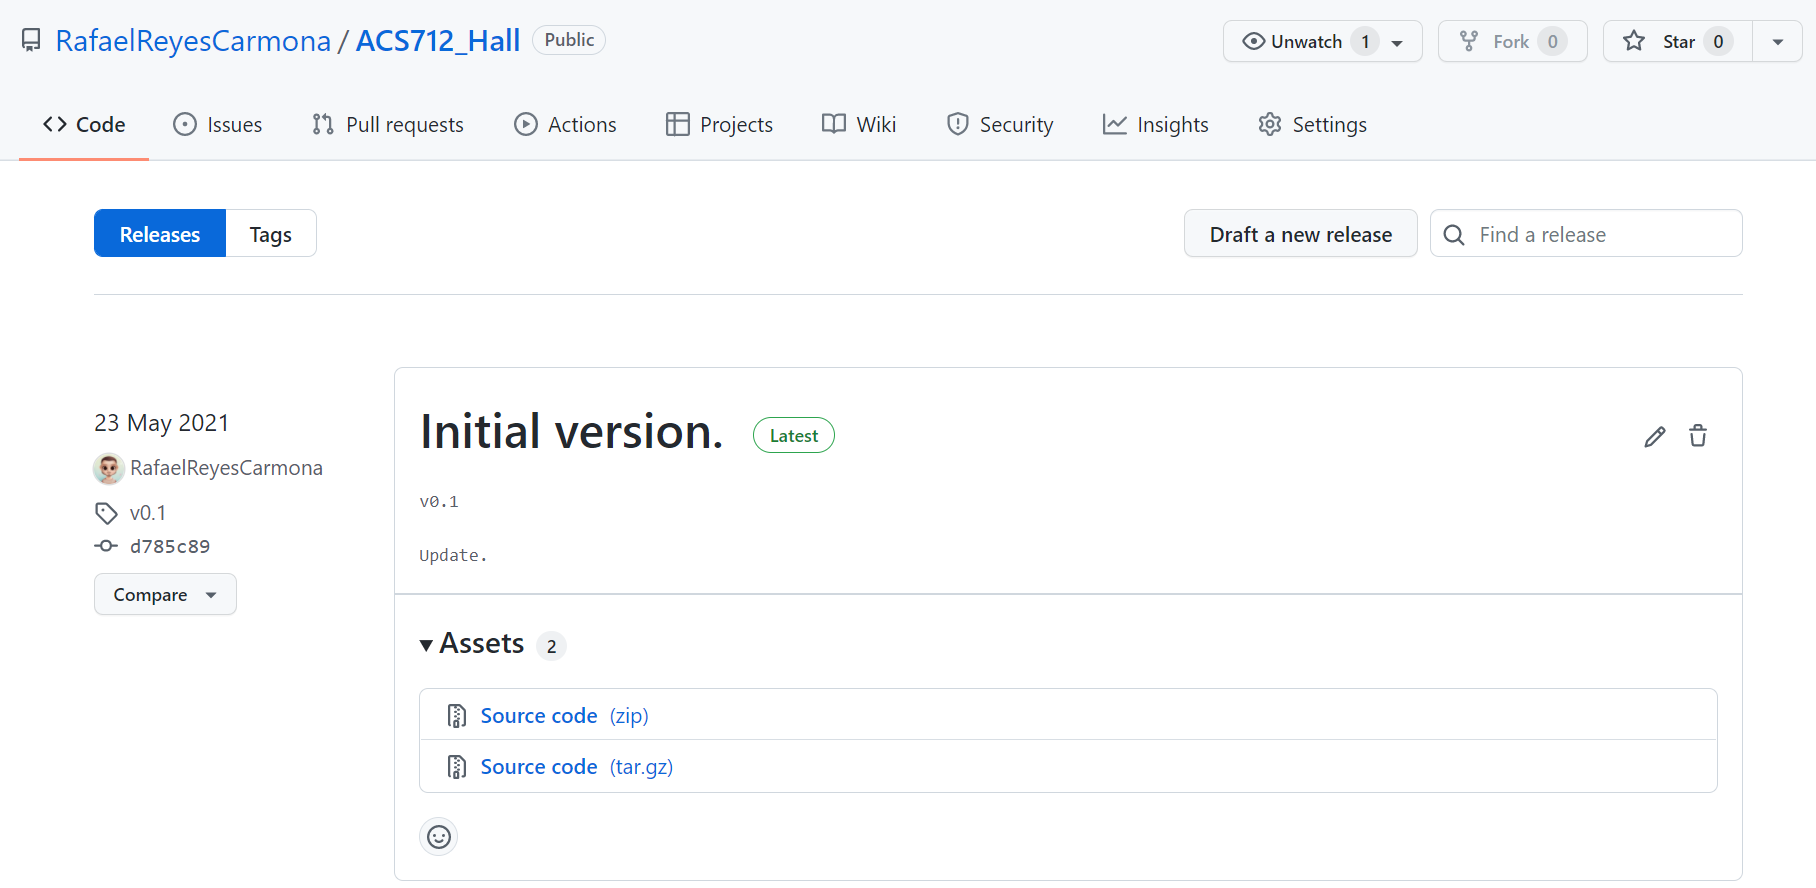 RafaelReyesCarmona / ACS712_Hall Public Unwatch 1 Fork 0 Star 0
Code Issues Pull requests Actions Projects Wiki Security Insights Settings
Releases Tags Draft a new release Find a release
23 May 2021
RafaelReyesCarmona
v0.1
d785c89
Compare
Initial version. Latest
v0.1
Update.
Assets 2
Source code (zip)
Source code (tar.gz)